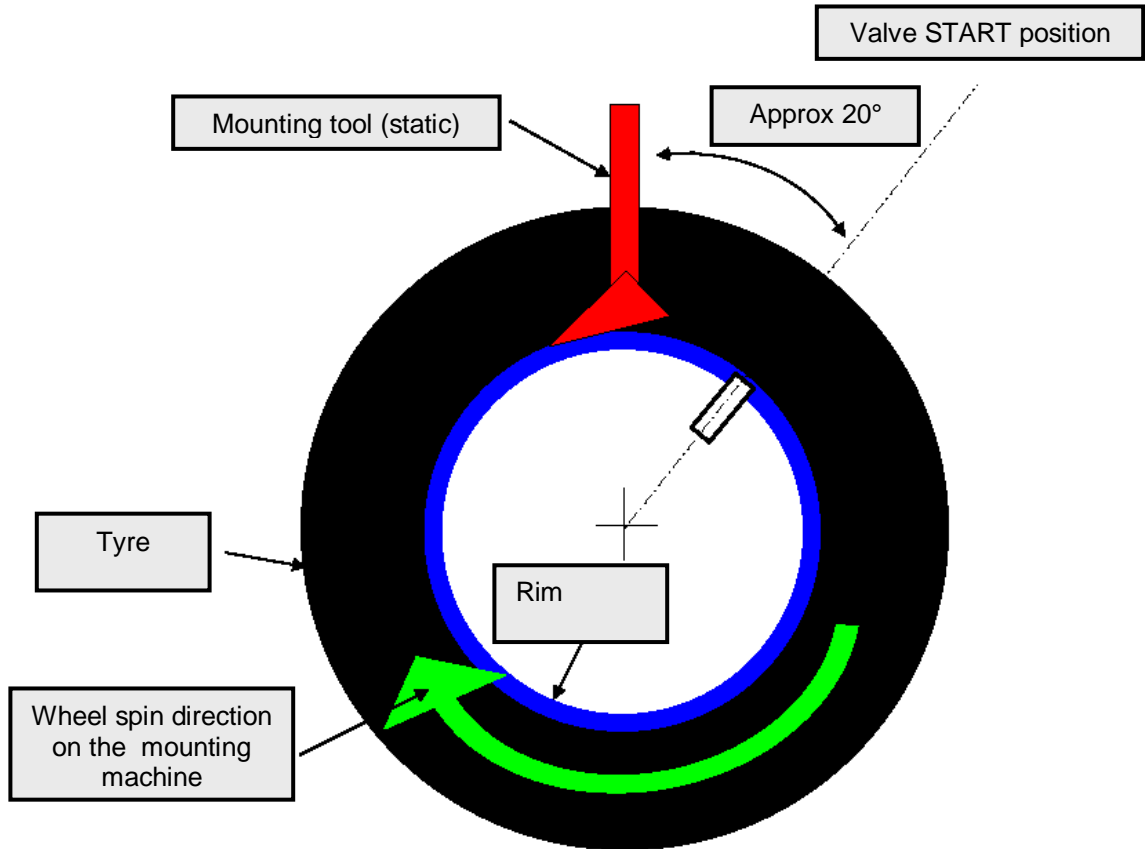 Valve START position
Approx 20°
Mounting tool (static)
Tyre
Rim
Wheel spin direction
on the mounting
machine